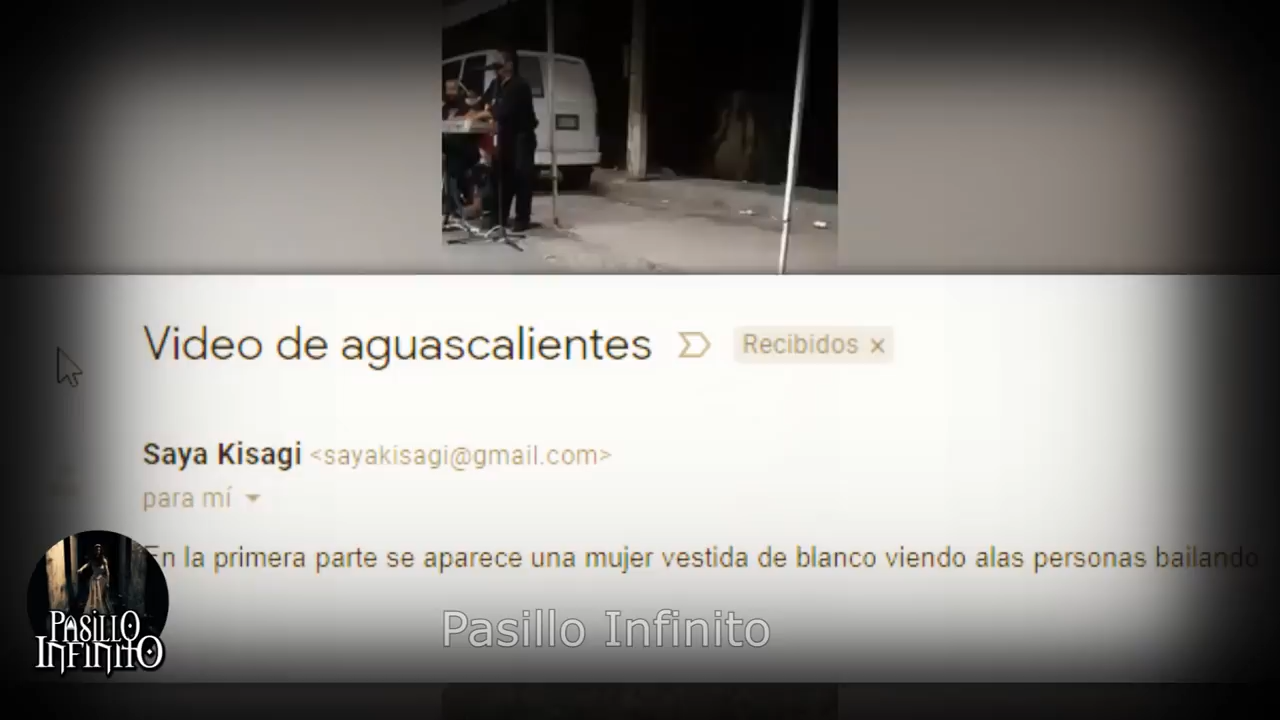 Video de aguascalientes
Recibidos ×
Saya Kisagi <sayakisagi@gmail.com>
para mí
En la primera parte se aparece una mujer vestida de blanco viendo alas personas bailando
Pasillo Infinito
PASILLO
INFINITO